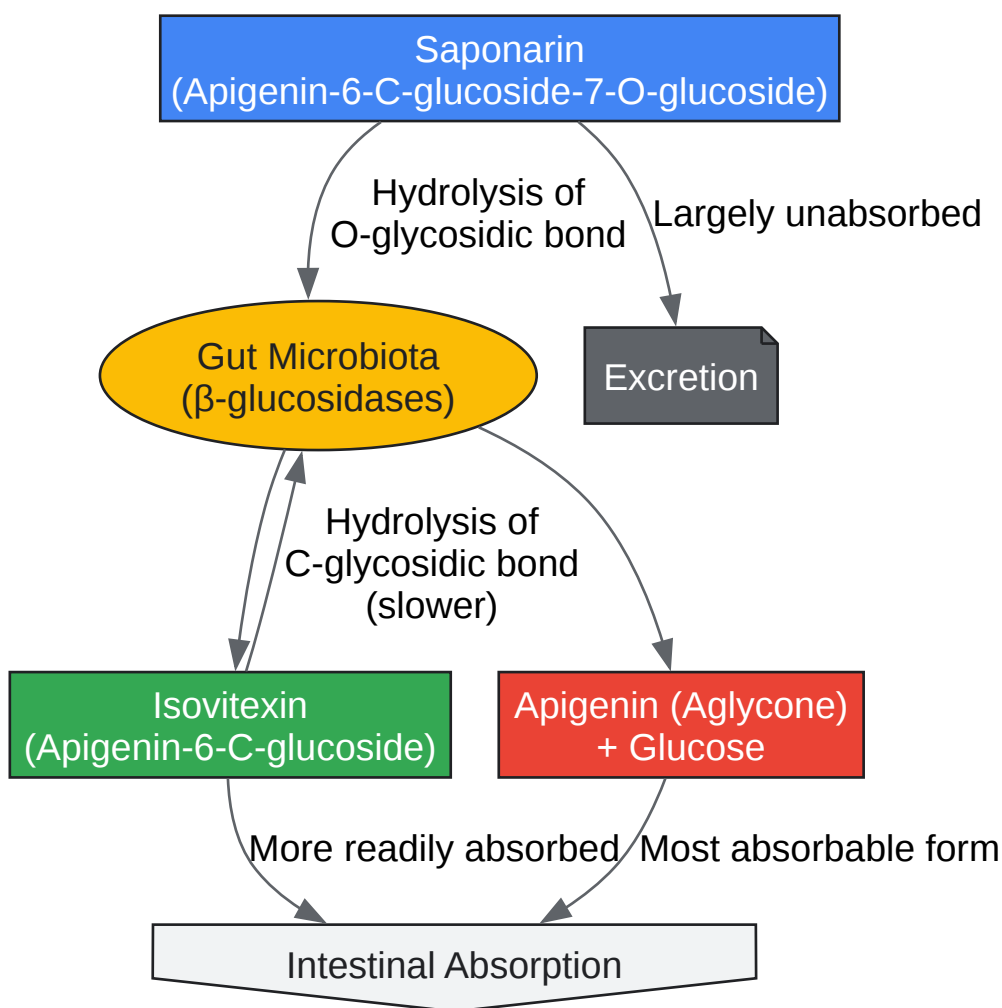 Saponarin
(Apigenin-6-C-glucoside-7-O-glucoside)
Hydrolysis of
O-glycosidic bond
Largely unabsorbed
Gut Microbiota
(β-glucosidases)
Excretion
Hydrolysis of
C-glycosidic bond
(slower)
Isovitexin
(Apigenin-6-C-glucoside)
Apigenin (Aglycone)
+ Glucose
More readily absorbed
Most absorbable form
Intestinal Absorption